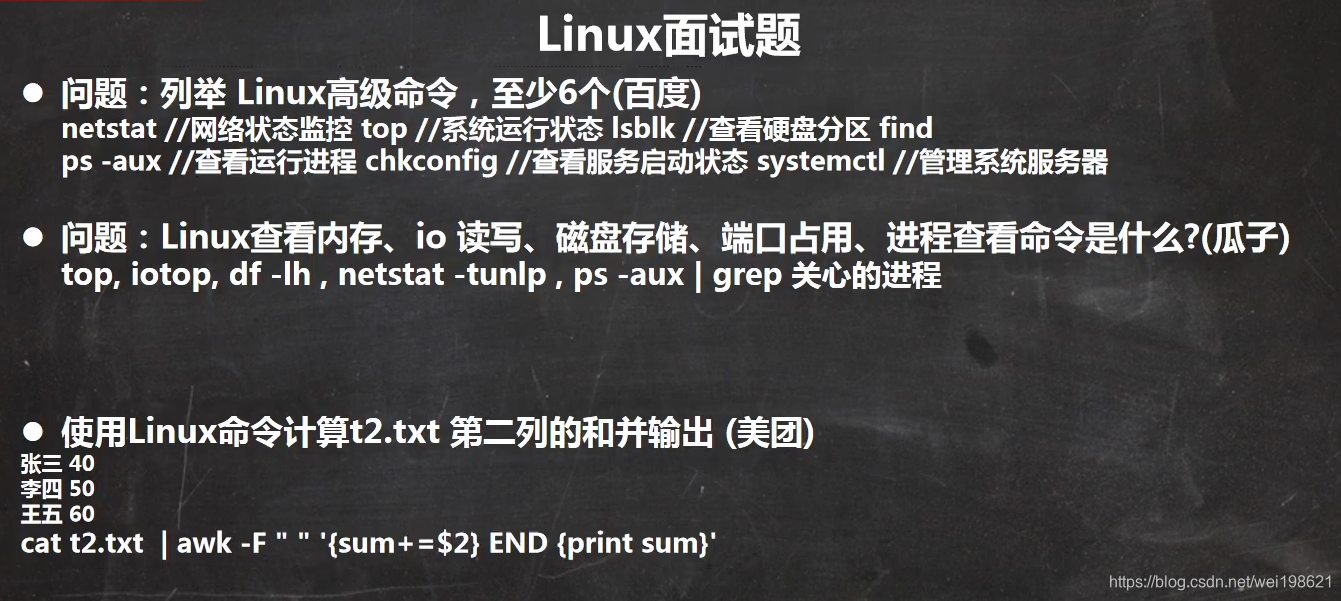 Linux面试题
● 问题：列举 Linux高级命令，至少6个(百度)
netstat //网络状态监控 top //系统运行状态 lsblk //查看硬盘分区 find
ps -aux //查看运行进程 chkconfig //查看服务启动状态 systemctl //管理系统服务器
● 问题：Linux查看内存、io 读写、磁盘存储、端口占用、进程查看命令是什么?(瓜子)
top, iotop, df -lh , netstat -tunlp , ps -aux | grep 关心的进程
● 使用Linux命令计算t2.txt 第二列的和并输出 (美团)
张三 40
李四 50
王五 60
cat t2.txt | awk -F " " '{sum+=$2} END {print sum}'
https://blog.csdn.net/wei198621